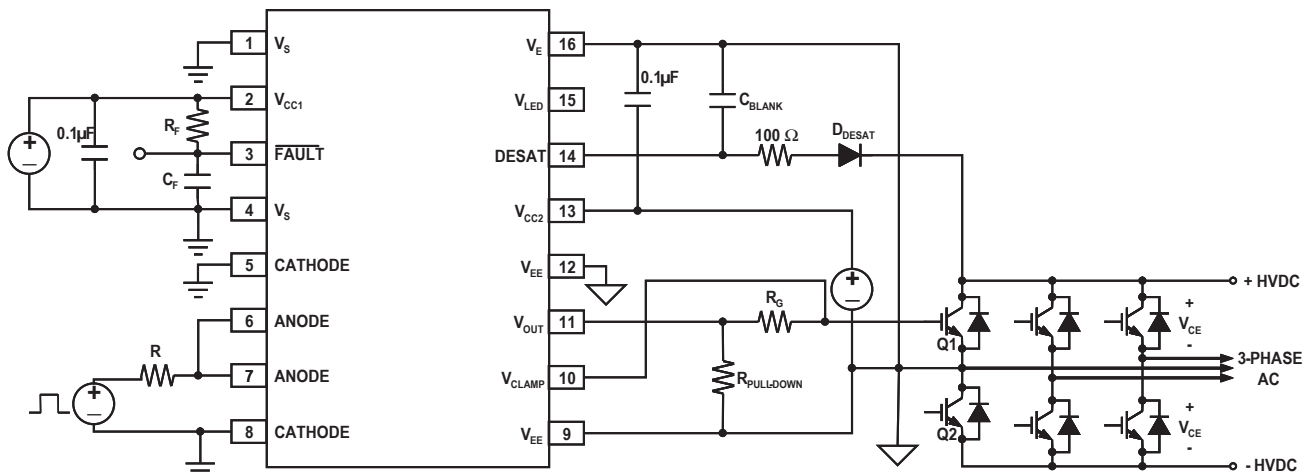 1 V_S
2 V_CC1
3 F̅A̅U̅L̅T̅
4 V_S
5 CATHODE
6 ANODE
7 ANODE
8 CATHODE
V_E 16
V_LED 15
DESAT 14
V_CC2 13
V_EE 12
V_OUT 11
V_CLAMP 10
V_EE 9
+
–
0.1µF
R_F
C_F
R
+
–
0.1µF
C_BLANK
100 Ω
D_DESAT
+
–
R_G
R_PULL-DOWN
Q1
Q2
+ HVDC
+
V_CE
-
3-PHASE
AC
+
V_CE
-
- HVDC